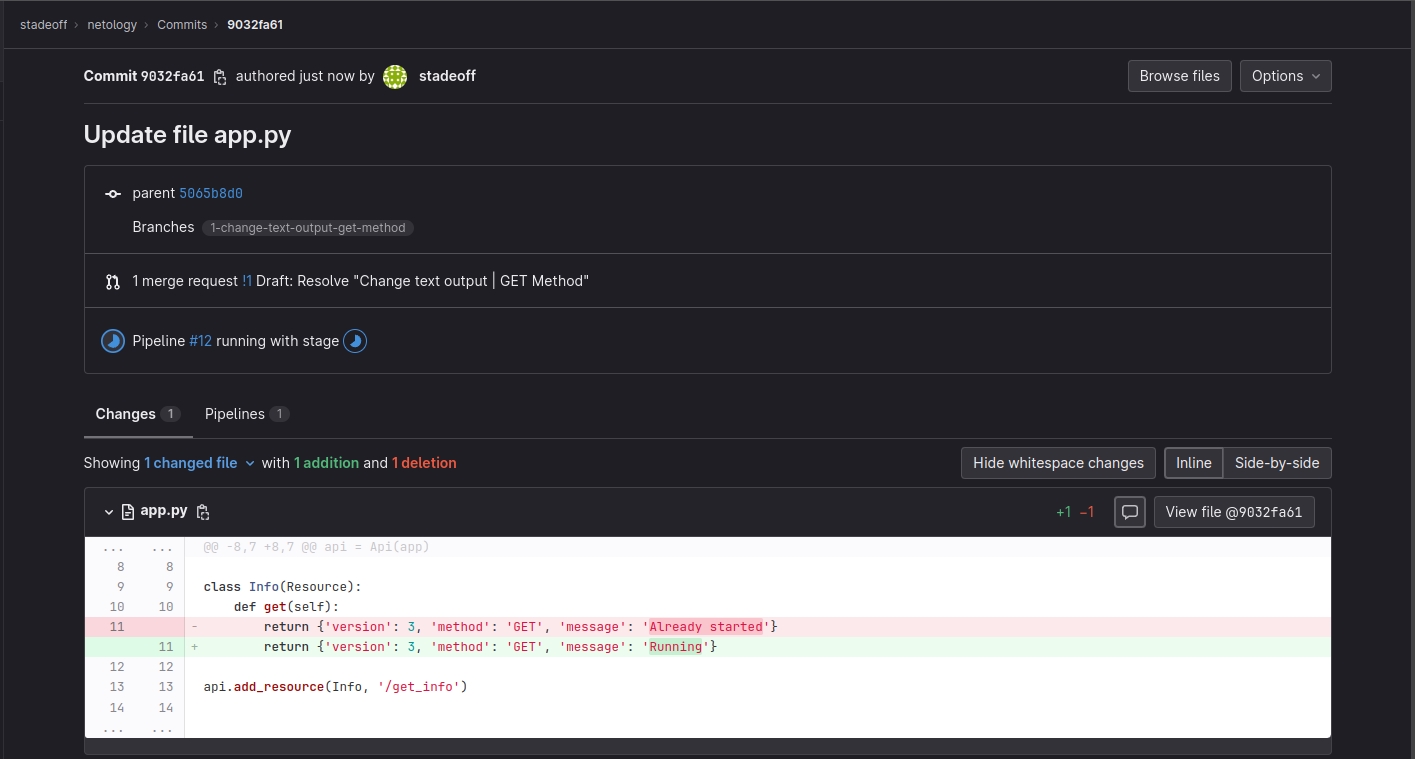 stadeoff › netology › Commits › 9032fa61
Commit 9032fa61 authored just now by stadeoff Browse files Options
Update file app.py
parent 5065b8d0
Branches 1-change-text-output-get-method
1 merge request !1 Draft: Resolve "Change text output | GET Method"
Pipeline #12 running with stage
Changes 1 Pipelines 1
Showing 1 changed file with 1 addition and 1 deletion Hide whitespace changes Inline Side-by-side
app.py +1 −1 View file @9032fa61
... ... @@ -8,7 +8,7 @@ api = Api(app)
8 8
9 9 class Info(Resource):
10 10 def get(self):
11 - return {'version': 3, 'method': 'GET', 'message': 'Already started'}
11 + return {'version': 3, 'method': 'GET', 'message': 'Running'}
12 12
13 13 api.add_resource(Info, '/get_info')
14 14
... ...